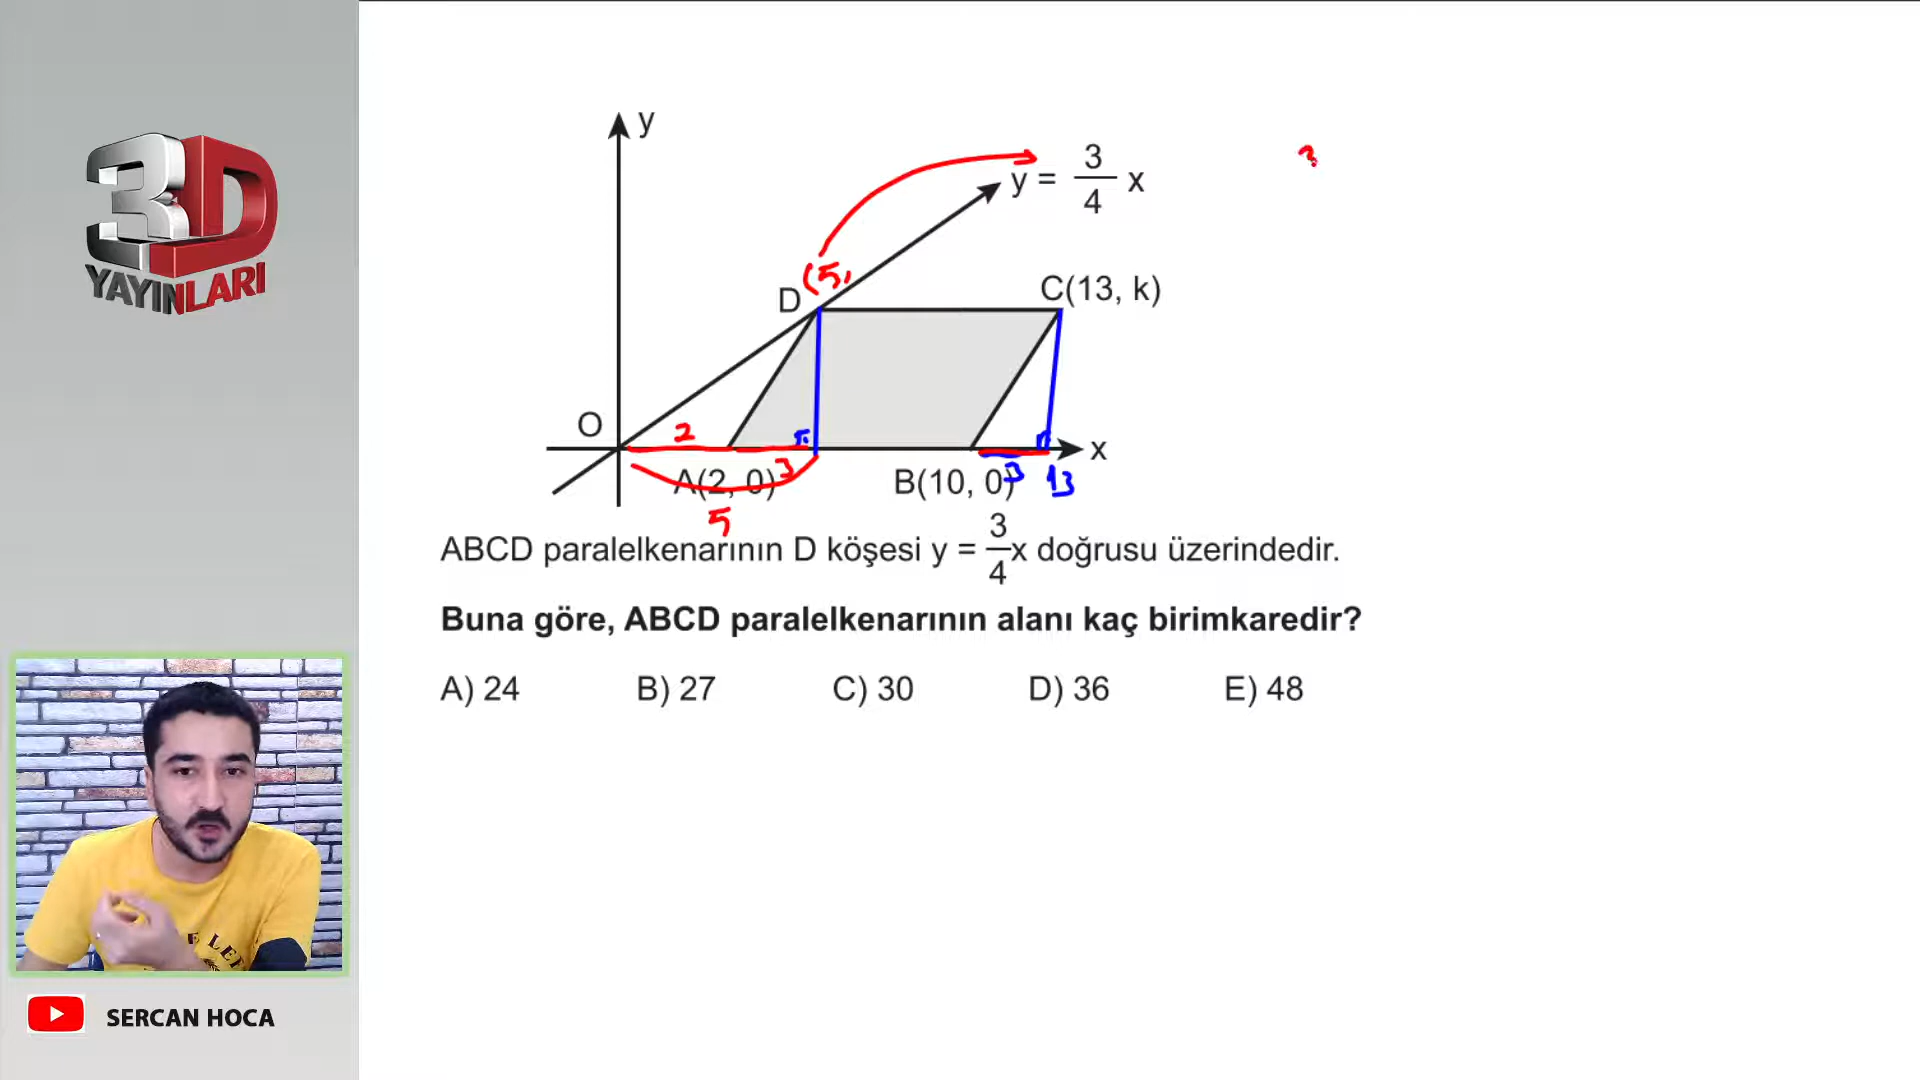 3D
YAYINLARI
y
y = 3/4 x
?
(5,
D
C(13, k)
O
2
3
x
A(2, 0)
B(10, 0)
3
13
5
ABCD paralelkenarının D köşesi y = 3/4 x doğrusu üzerindedir.
Buna göre, ABCD paralelkenarının alanı kaç birimkaredir?
A) 24 B) 27 C) 30 D) 36 E) 48
SERCAN HOCA